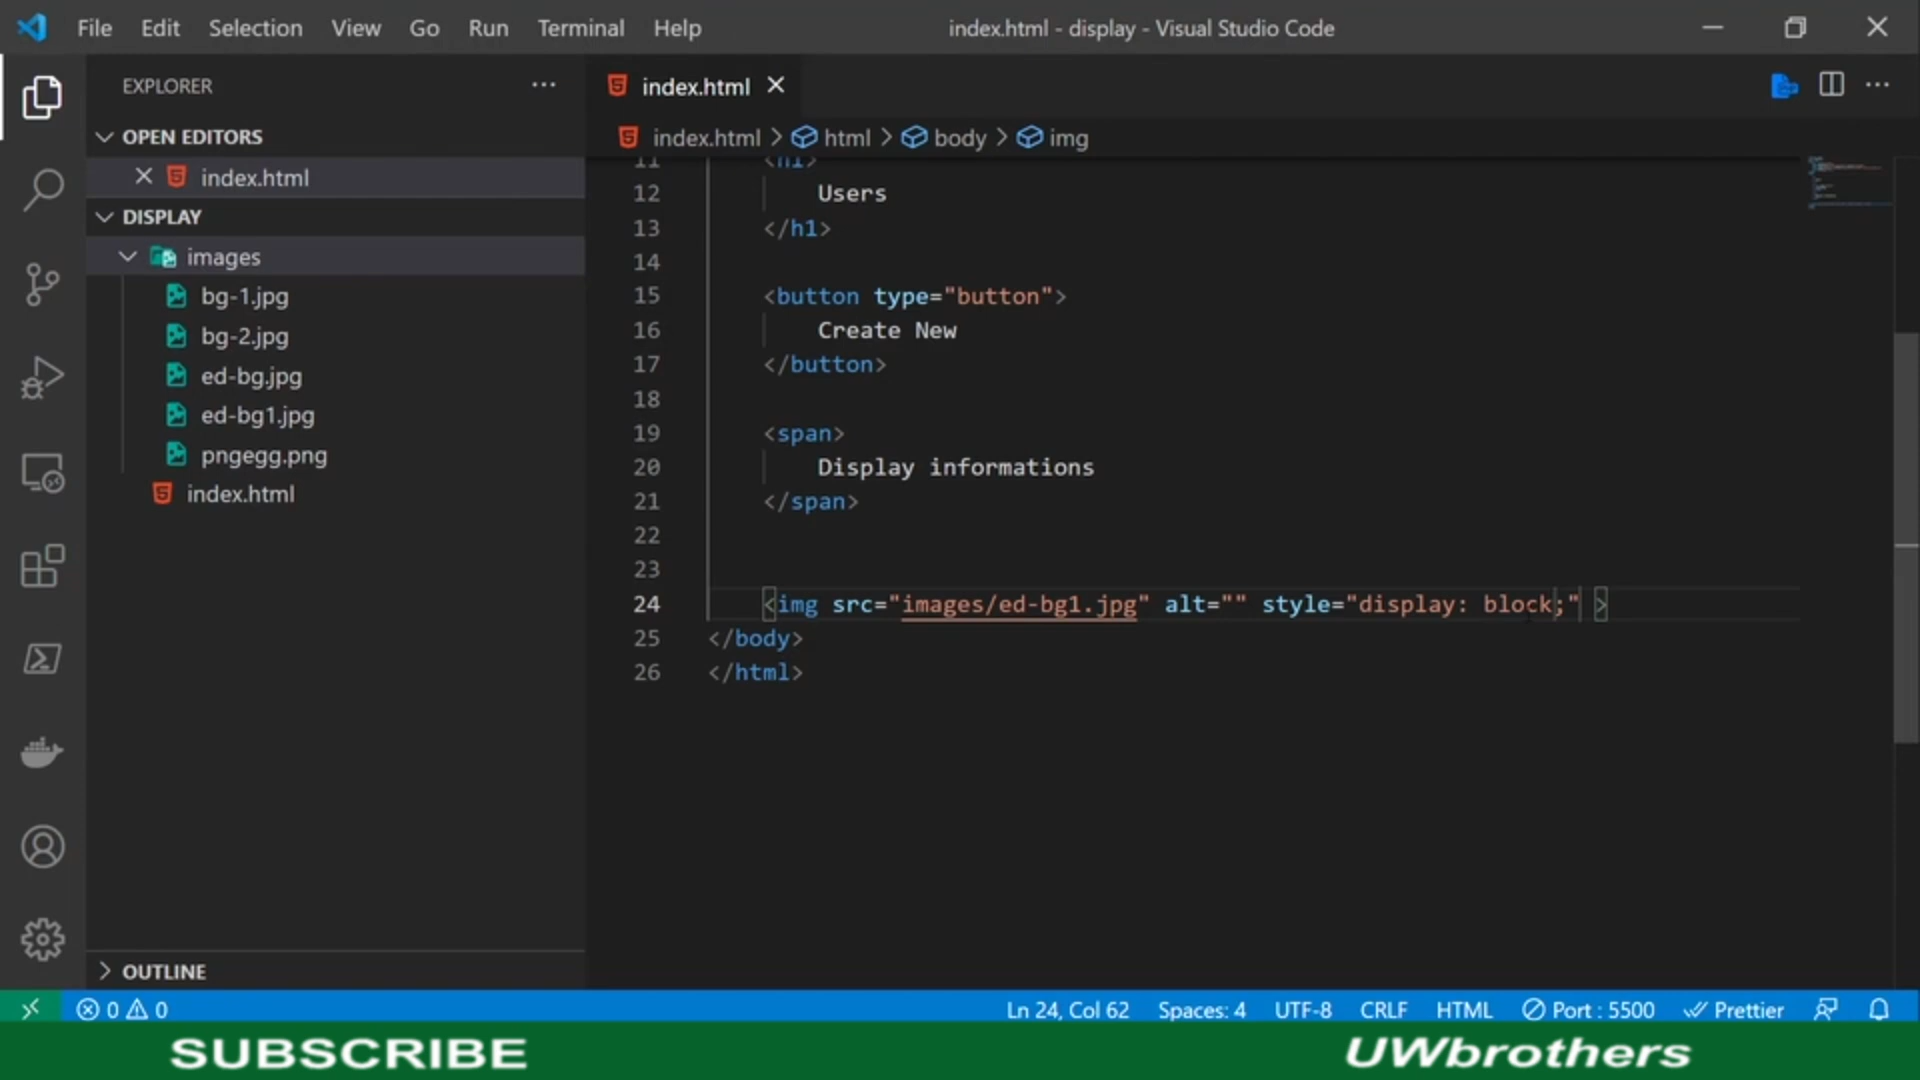 File Edit Selection View Go Run Terminal Help index.html - display - Visual Studio Code
EXPLORER
OPEN EDITORS
index.html
DISPLAY
images
bg-1.jpg
bg-2.jpg
ed-bg.jpg
ed-bg1.jpg
pngegg.png
index.html
OUTLINE
index.html
index.html > html > body > img
11 <h1>
12 Users
13 </h1>
14
15 <button type="button">
16 Create New
17 </button>
18
19 <span>
20 Display informations
21 </span>
22
23
24 <img src="images/ed-bg1.jpg" alt="" style="display: block;" >
25 </body>
26 </html>
0 0 Ln 24, Col 62 Spaces: 4 UTF-8 CRLF HTML Port : 5500 Prettier
SUBSCRIBE UWbrothers